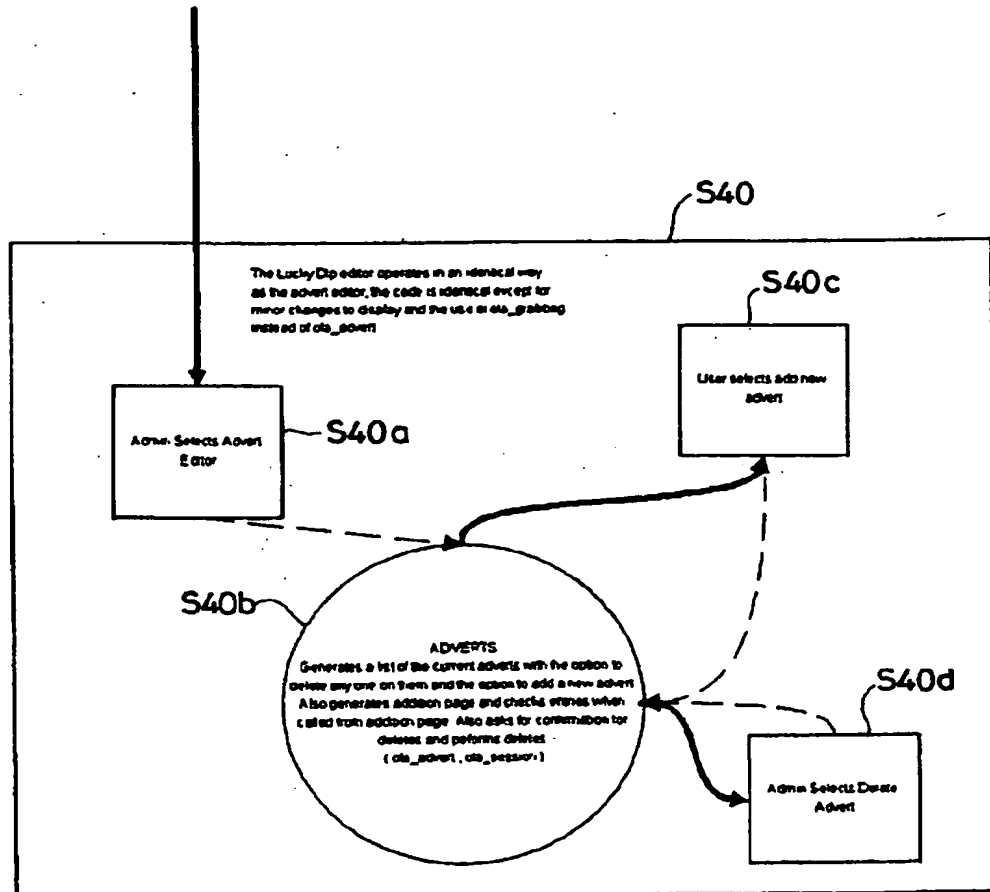 S40
The Lucky Dip editor operates in an identical way
as the advert editor, the code is identical except for
minor changes to display and the use of ola_grabbag
instead of ola_advert
S40c
User selects add new
advert
S40a
Admin Selects Advert
Editor
S40b
ADVERTS
Generates a list of the current adverts with the option to
delete any one on them and the option to add a new advert
Also generates addition page and checks entries when
called from addition page. Also asks for confirmation for
deletes and peforms deletes
( ola_advert , ola_session )
S40d
Admin Selects Delete
Advert